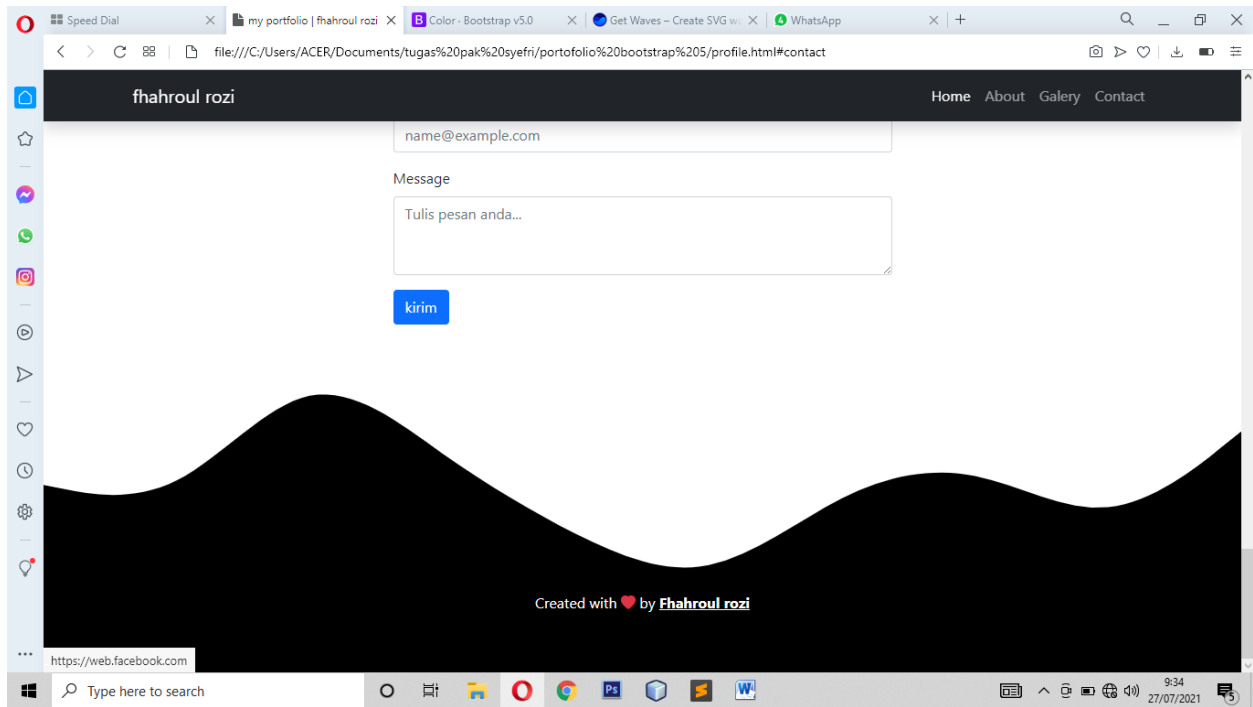 Speed Dial
my portfolio | fhahroul rozi
B Color · Bootstrap v5.0
Get Waves – Create SVG w
4 WhatsApp
file:///C:/Users/ACER/Documents/tugas%20pak%20syefri/portofolio%20bootstrap%205/profile.html#contact
fhahroul rozi
Home About Galery Contact
name@example.com
Message
Tulis pesan anda...
kirim
Created with ❤ by Fhahroul rozi
https://web.facebook.com
Type here to search
Ps
S
W
9:34
27/07/2021
5